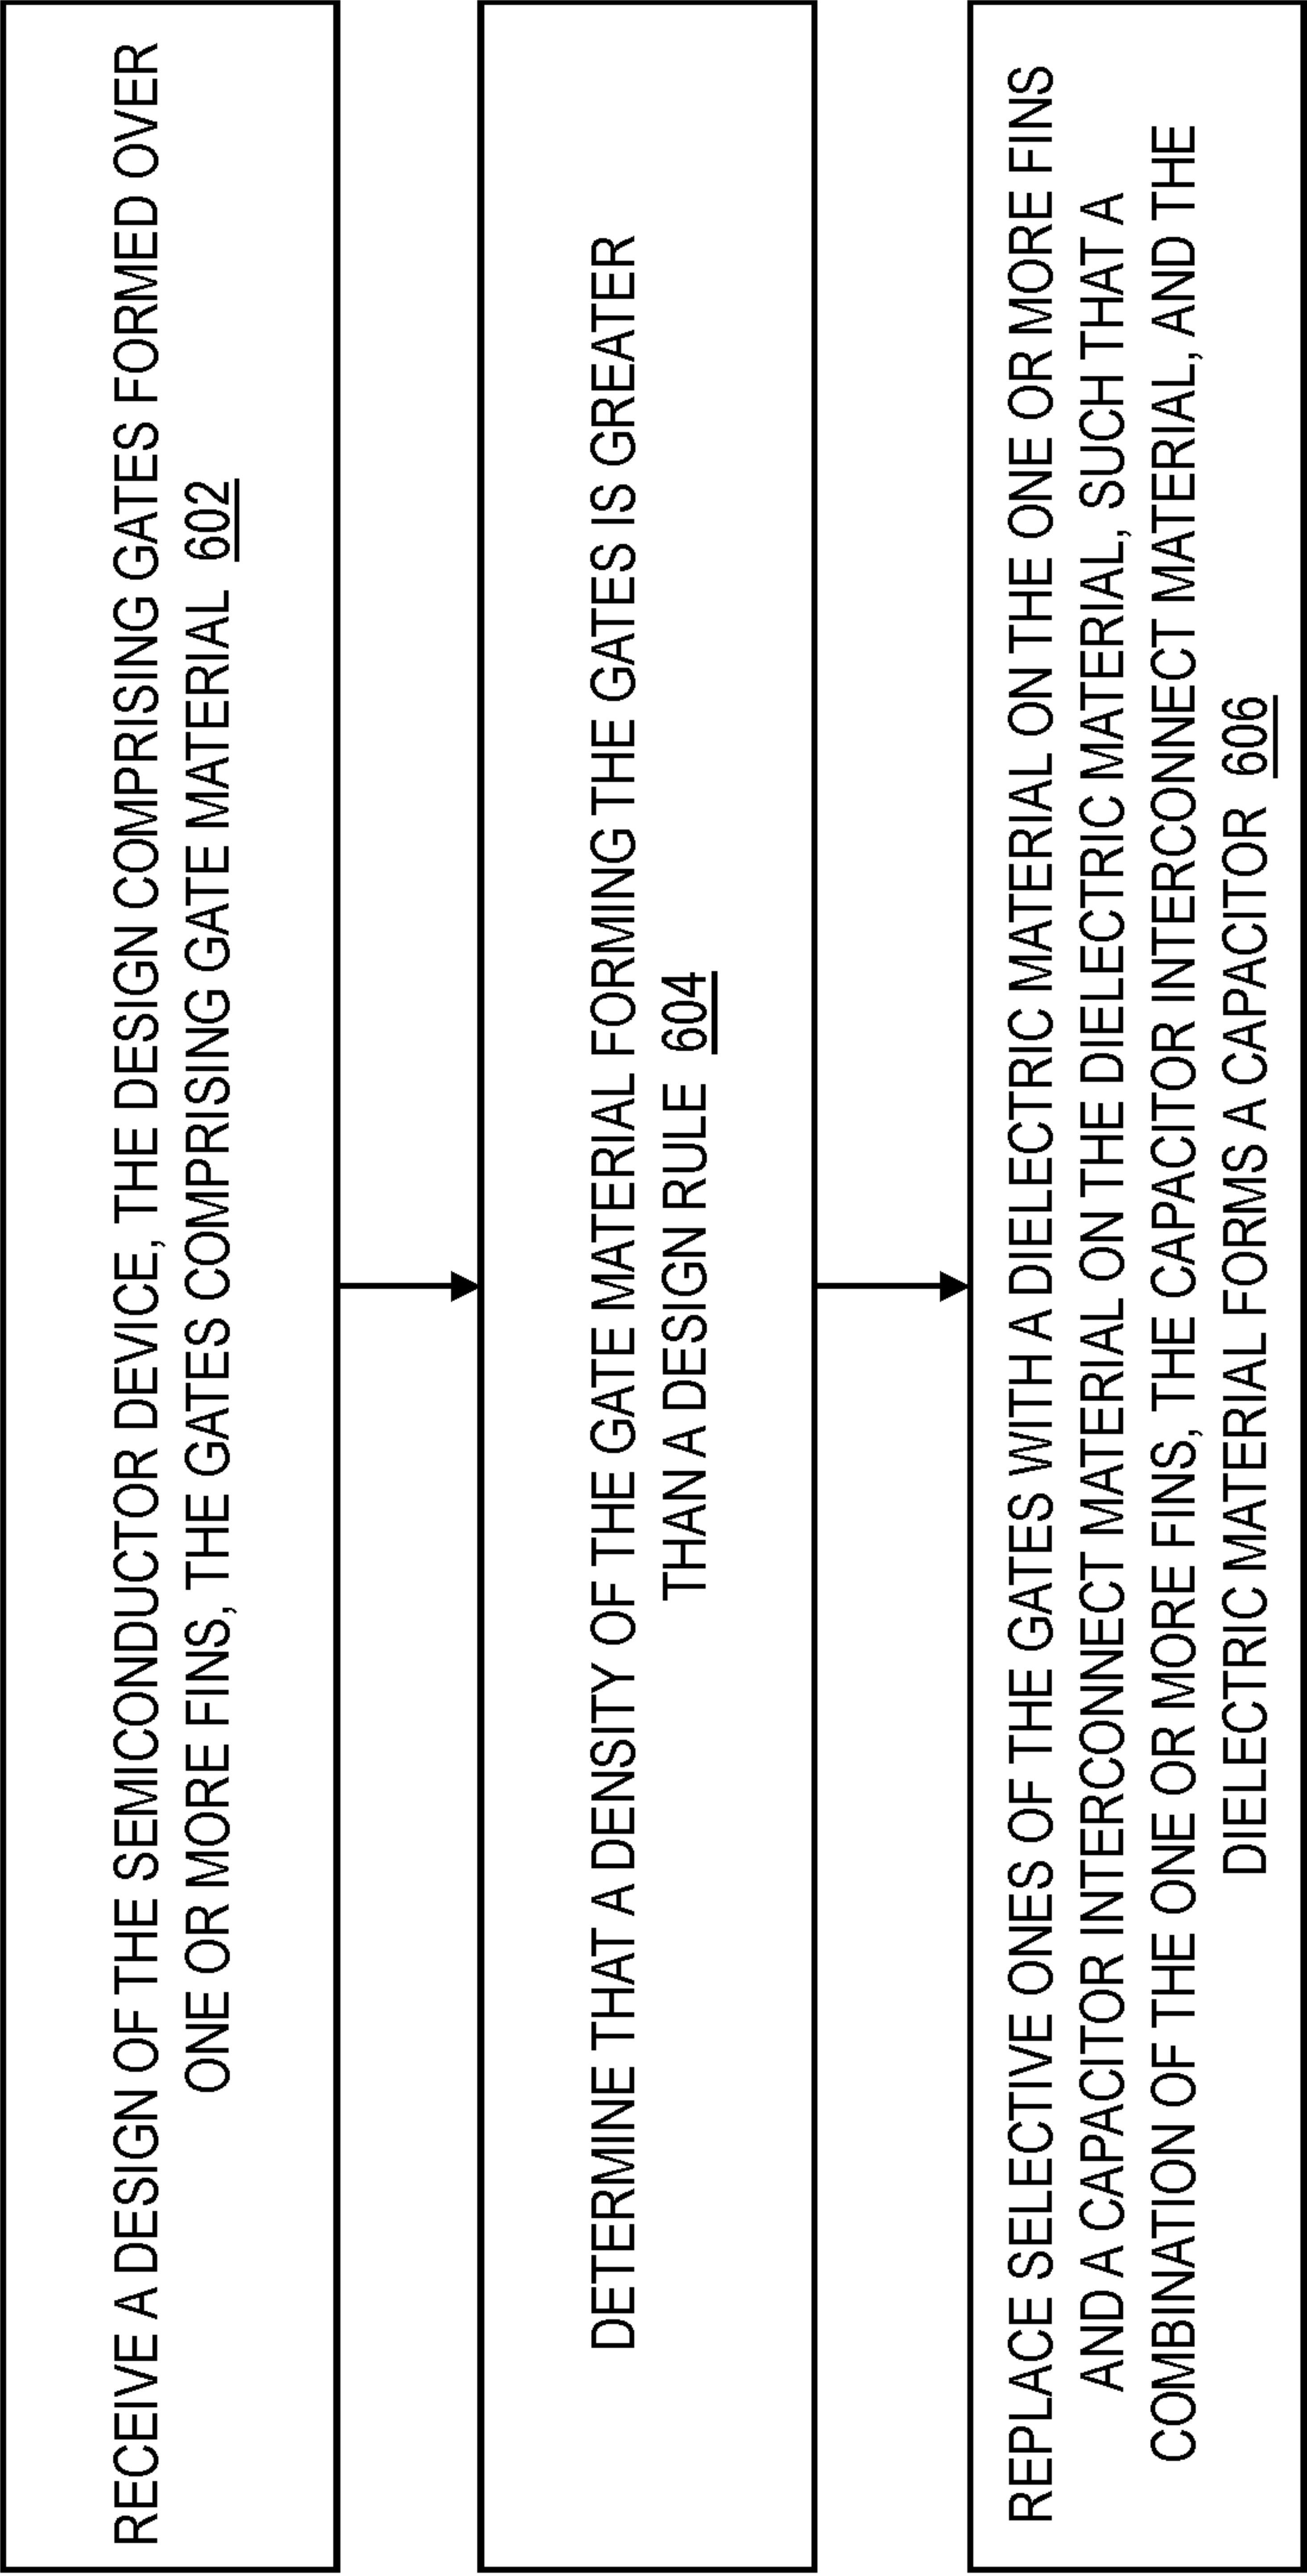 RECEIVE A DESIGN OF THE SEMICONDUCTOR DEVICE, THE DESIGN COMPRISING GATES FORMED OVER
ONE OR MORE FINS, THE GATES COMPRISING GATE MATERIAL 602
DETERMINE THAT A DENSITY OF THE GATE MATERIAL FORMING THE GATES IS GREATER
THAN A DESIGN RULE 604
REPLACE SELECTIVE ONES OF THE GATES WITH A DIELECTRIC MATERIAL ON THE ONE OR MORE FINS
AND A CAPACITOR INTERCONNECT MATERIAL ON THE DIELECTRIC MATERIAL, SUCH THAT A
COMBINATION OF THE ONE OR MORE FINS, THE CAPACITOR INTERCONNECT MATERIAL, AND THE
DIELECTRIC MATERIAL FORMS A CAPACITOR 606